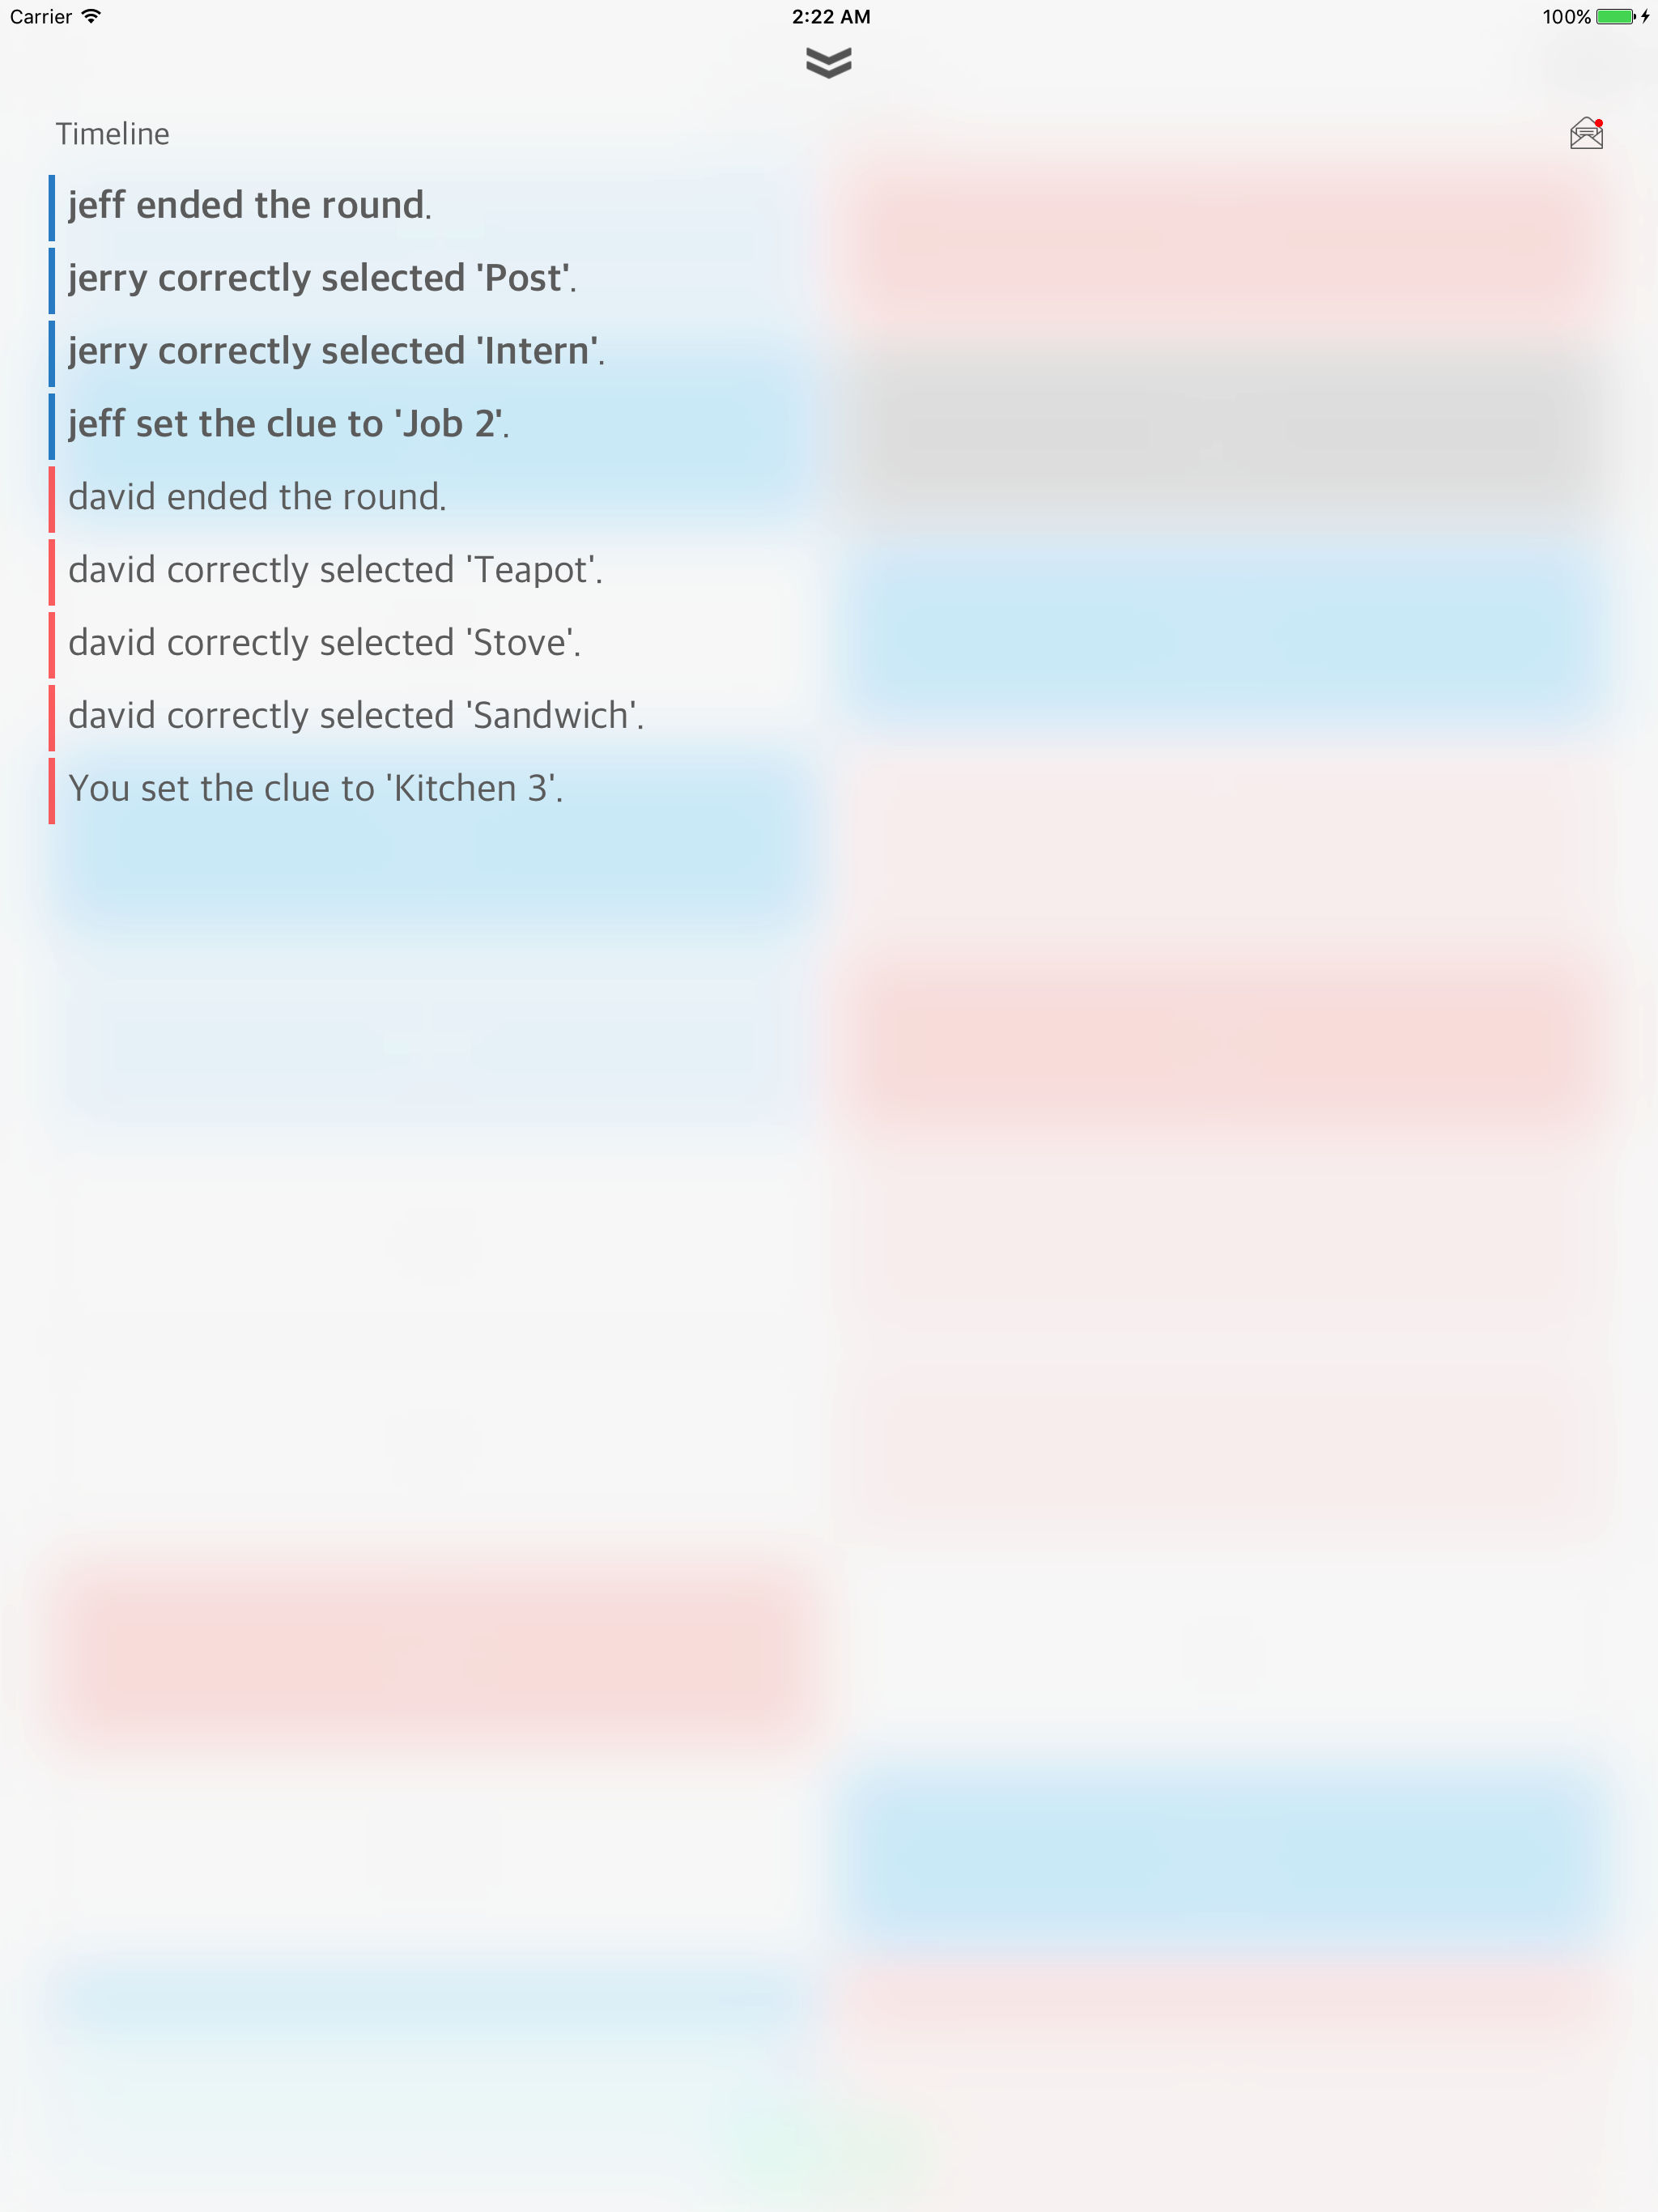 Carrier 2:22 AM 100%
Timeline
jeff ended the round.
jerry correctly selected 'Post'.
jerry correctly selected 'Intern'.
jeff set the clue to 'Job 2'.
david ended the round.
david correctly selected 'Teapot'.
david correctly selected 'Stove'.
david correctly selected 'Sandwich'.
You set the clue to 'Kitchen 3'.